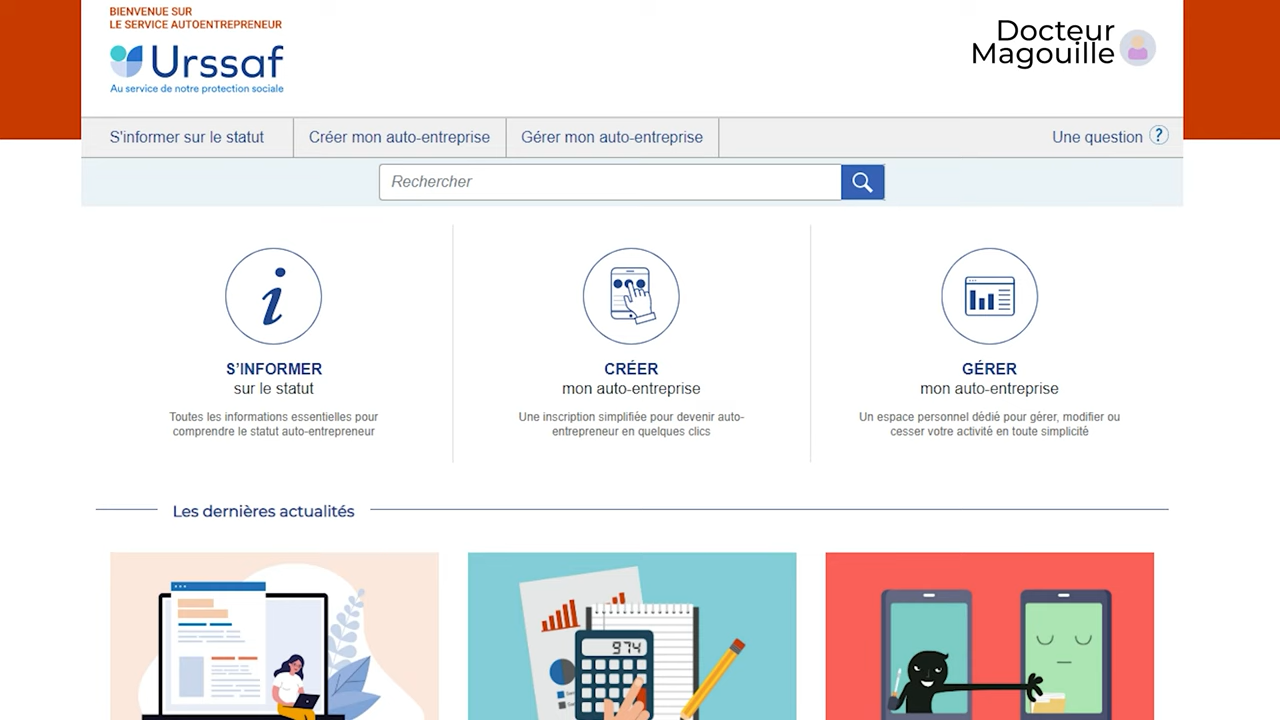 BIENVENUE SUR
LE SERVICE AUTOENTREPRENEUR
Urssaf
Au service de notre protection sociale
Docteur
Magouille
S'informer sur le statut
Créer mon auto-entreprise
Gérer mon auto-entreprise
Une question ?
Rechercher
S'INFORMER
sur le statut
Toutes les informations essentielles pour
comprendre le statut auto-entrepreneur
CRÉER
mon auto-entreprise
Une inscription simplifiée pour devenir auto-
entrepreneur en quelques clics
GÉRER
mon auto-entreprise
Un espace personnel dédié pour gérer, modifier ou
cesser votre activité en toute simplicité
Les dernières actualités
974